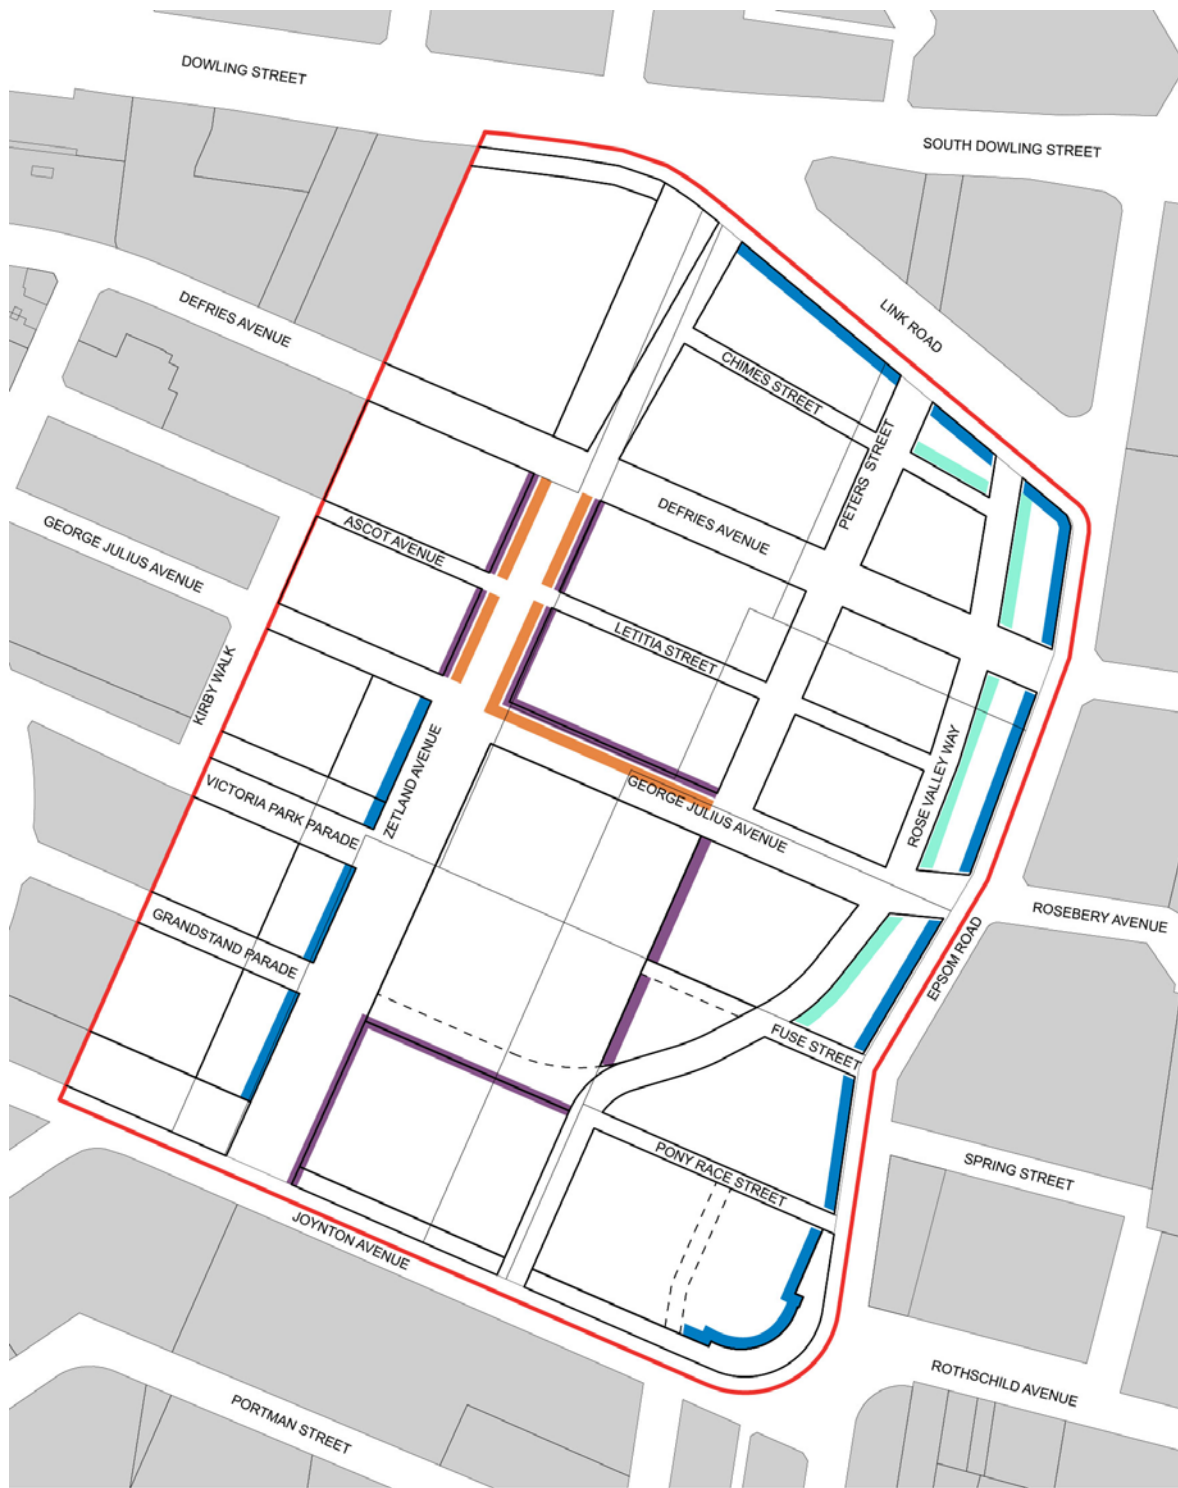 DOWLING STREET
SOUTH DOWLING STREET
DEFRIES AVENUE
LINK ROAD
CHIMES STREET
PETERS STREET
DEFRIES AVENUE
GEORGE JULIUS AVENUE
ASCOT AVENUE
LETITIA STREET
KIRBY WALK
ZETLAND AVENUE
ROSE VALLEY WAY
VICTORIA PARK PARADE
GEORGE JULIUS AVENUE
GRANDSTAND PARADE
ROSEBERY AVENUE
EPSOM ROAD
FUSE STREET
PONY RACE STREET
SPRING STREET
JOYNTON AVENUE
ROTHSCHILD AVENUE
PORTMAN STREET